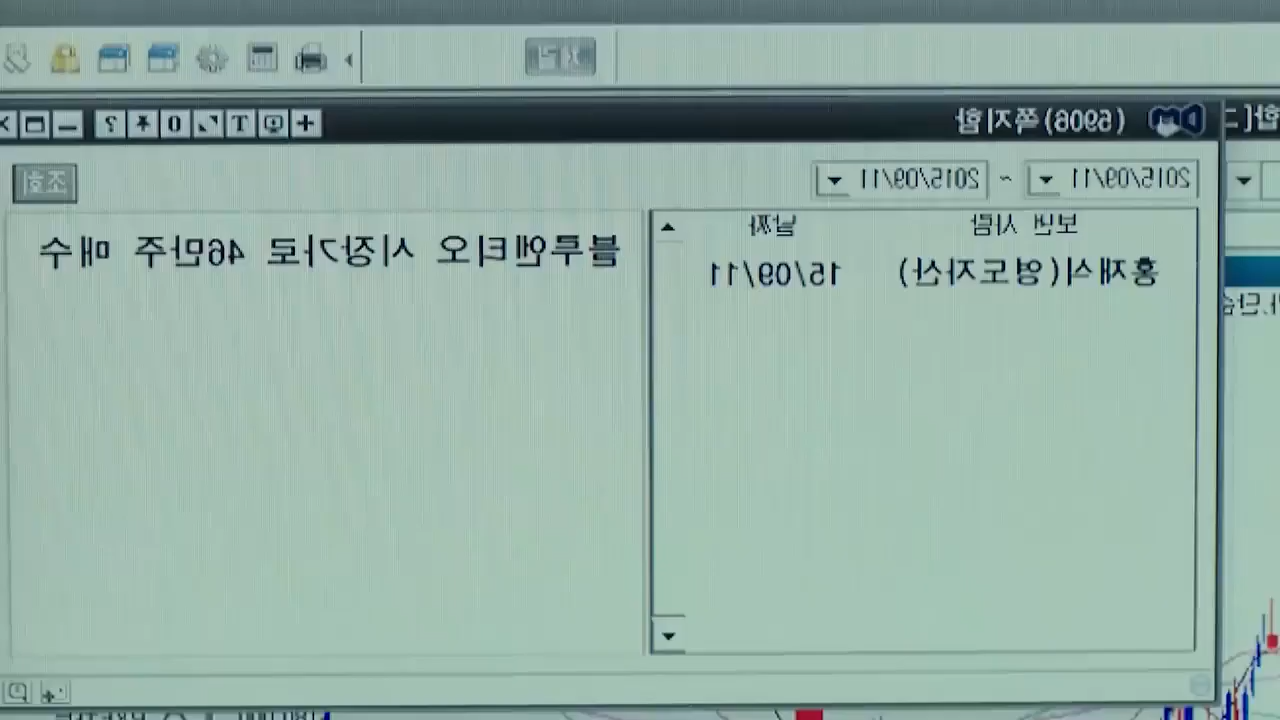 (6906)쪽지함
2015/09/11 ~ 2015/09/11
조회
보낸 사람 날짜
홍재식(영도자산) 15/09/11
블루엔티오 시장가로 46만주 매수